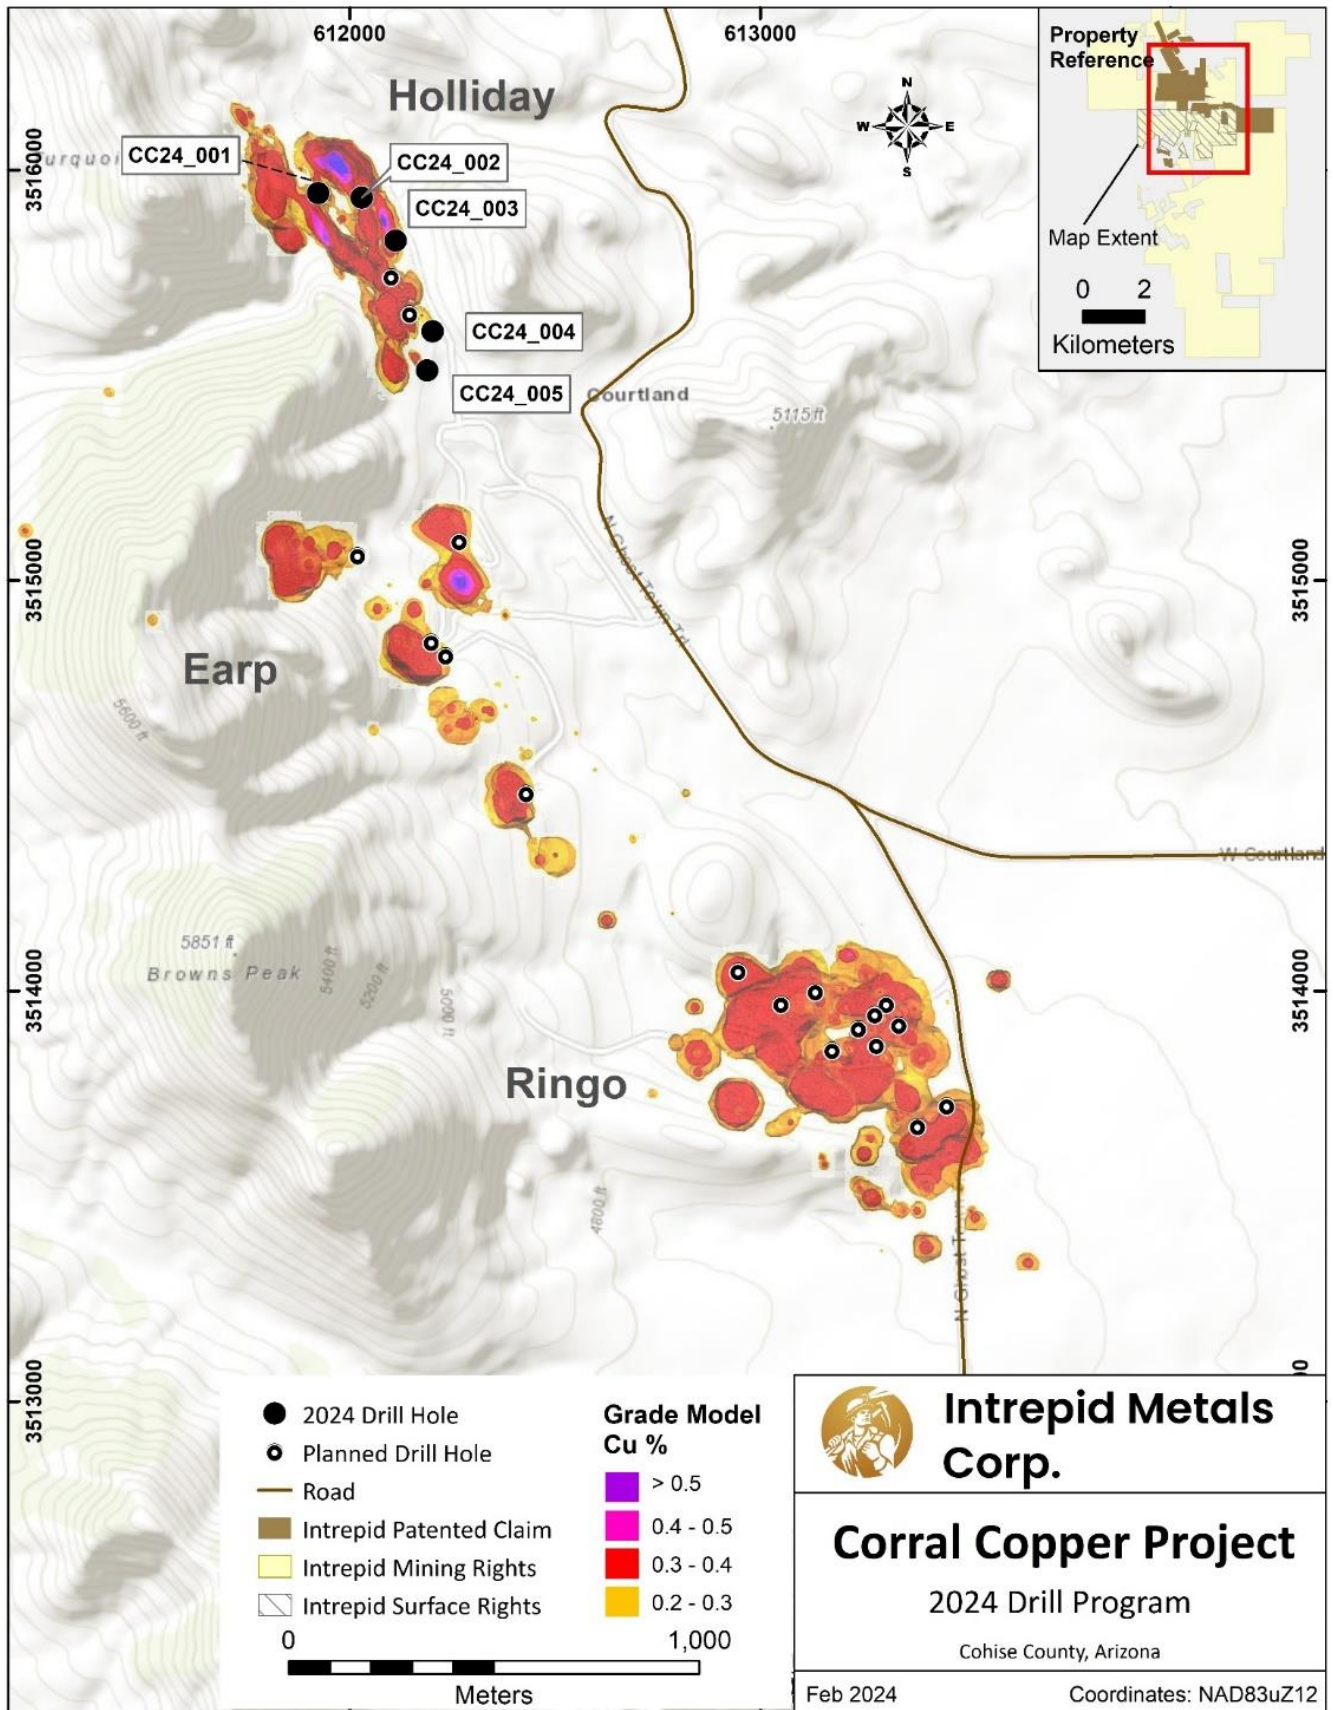 612000
613000
Holliday
Property
Reference
N
W E
S
3516000
CC24_001
CC24_002
CC24_003
Map Extent
0 2
Kilometers
CC24_004
CC24_005
Courtland
5115 ft
N Ghost Town Td
3515000
3515000
Earp
5600 ft
W Courtland
5851 ft
Browns Peak
5400 ft
5200 ft
5000 ft
3514000
3514000
Ringo
4800 ft
3513000
2024 Drill Hole
Planned Drill Hole
Road
Intrepid Patented Claim
Intrepid Mining Rights
Intrepid Surface Rights
Grade Model
Cu %
> 0.5
0.4 - 0.5
0.3 - 0.4
0.2 - 0.3
0 1,000
Meters
Intrepid Metals
Corp.
Corral Copper Project
2024 Drill Program
Cohise County, Arizona
Feb 2024 Coordinates: NAD83uZ12